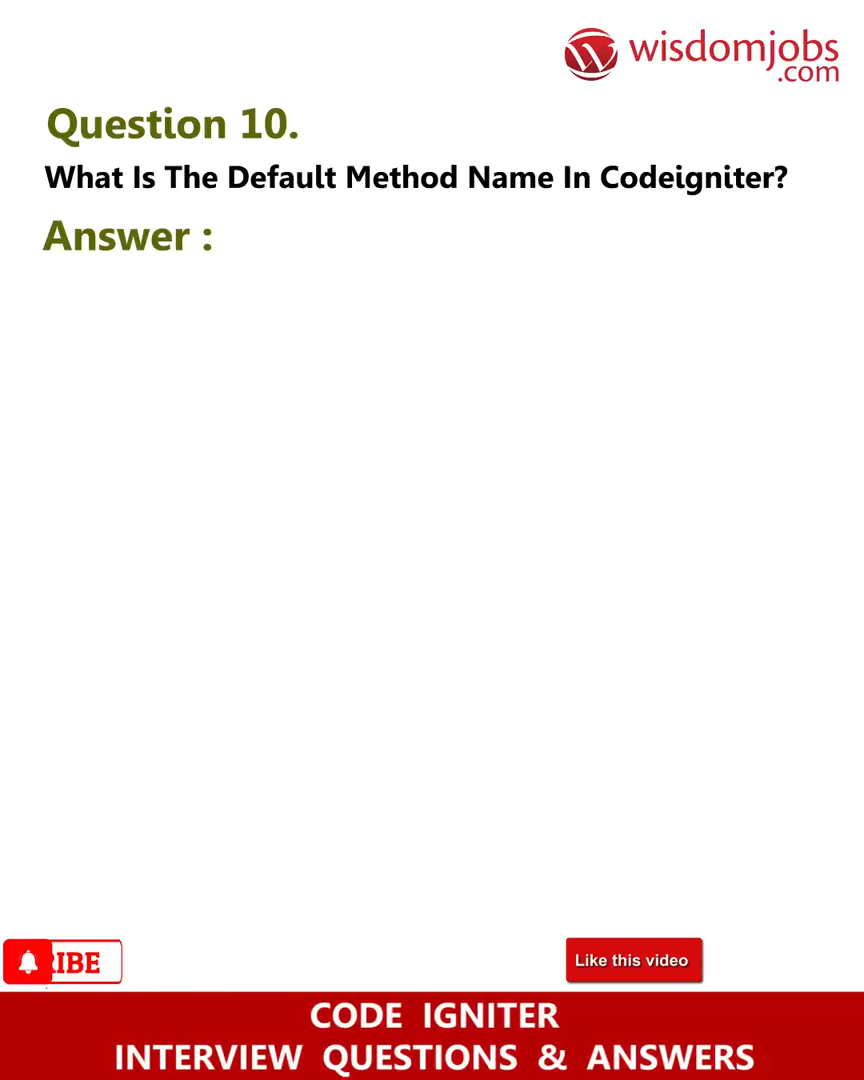 wisdomjobs
.com
Question 10.
What Is The Default Method Name In Codeigniter?
Answer :
IBE
Like this video
CODE IGNITER
INTERVIEW QUESTIONS & ANSWERS